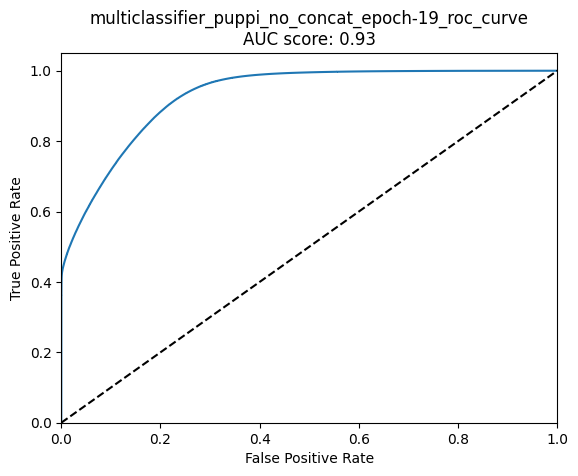 multiclassifier_puppi_no_concat_epoch-19_roc_curve
AUC score: 0.93
1.0
0.8
0.6
0.4
0.2
0.0
True Positive Rate
0.0 0.2 0.4 0.6 0.8 1.0
False Positive Rate